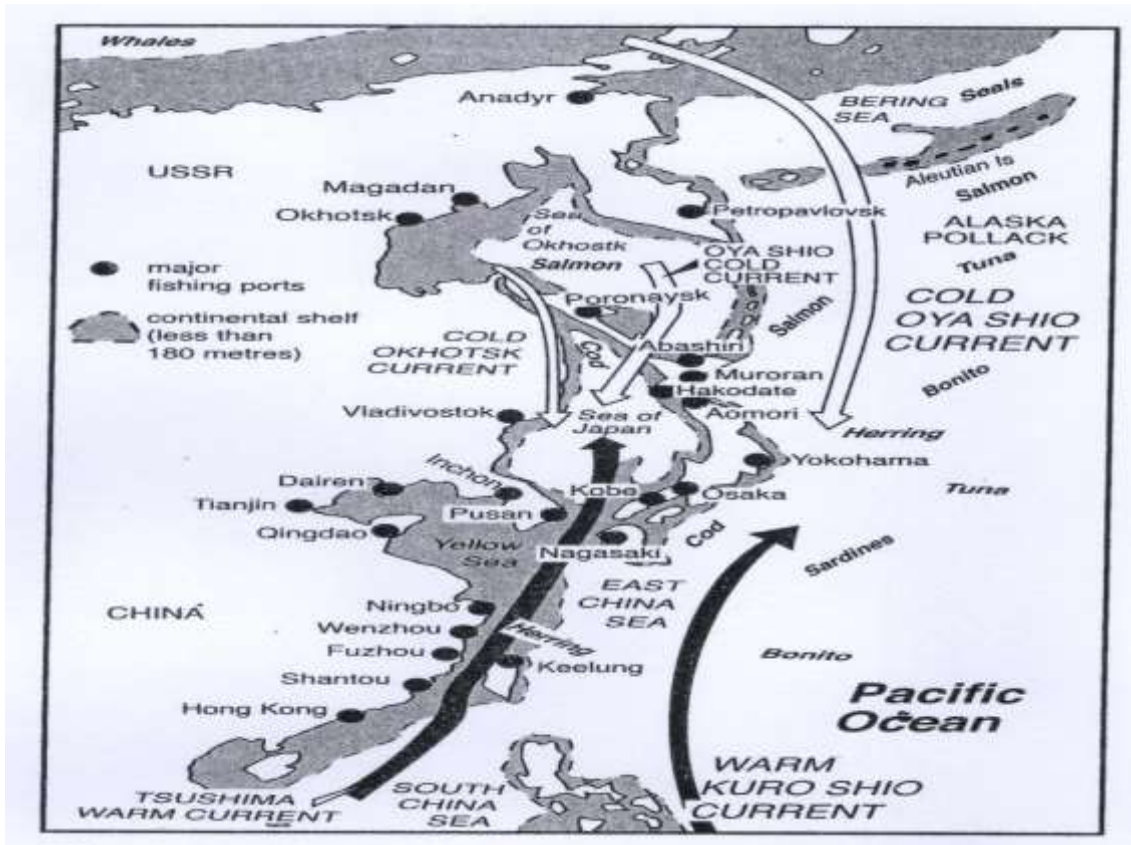 Whales
Anadyr
BERING
SEA
Seals
USSR
Aleutian Is
Magadan
Salmon
Okhotsk
Sea
of
Okhostk
Petropavlovsk
ALASKA
POLLACK
Salmon
OYA SHIO
COLD
CURRENT
Tuna
major
fishing ports
Poronaysk
Salmon
COLD
OYA SHIO
CURRENT
continental shelf
(less than
180 metres)
COLD
OKHOTSK
CURRENT
Cod
Abashiri
Muroran
Hakodate
Aomori
Bonito
Vladivostok
Sea of
Japan
Herring
Inchon
Yokohama
Dairen
Tianjin
Kobe
Osaka
Tuna
Pusan
Qingdao
Cod
Yellow
Sea
Nagasaki
Sardines
EAST
CHINA
SEA
CHINA
Ningbo
Wenzhou
Herring
Fuzhou
Keelung
Bonito
Shantou
Hong Kong
Pacific
Ocean
WARM
KURO SHIO
CURRENT
TSUSHIMA
WARM CURRENT
SOUTH
CHINA
SEA